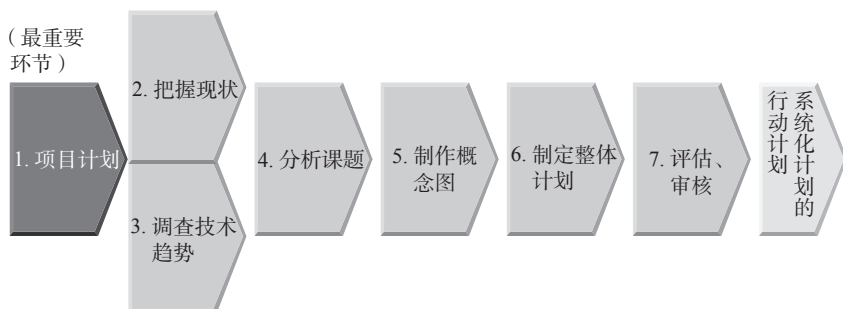 （最重要
环节）
1. 项目计划
2. 把握现状
3. 调查技术
趋势
4. 分析课题
5. 制作概
念图
6. 制定整体
计划
7. 评估、
审核
系统化计划的
行动计划